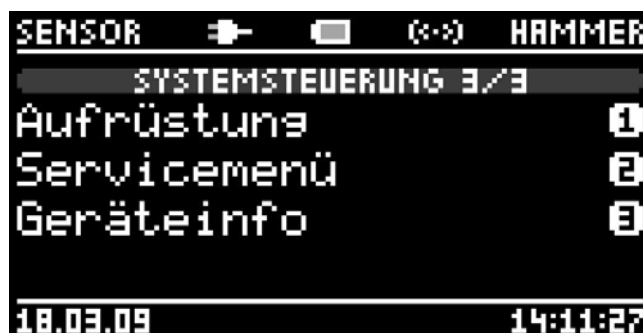 SENSOR HAMMER
SYSTEMSTEUERUNG 3/3
Aufrüstung 1
Servicemenü 2
Geräteinfo 3
18.03.09 14:11:27